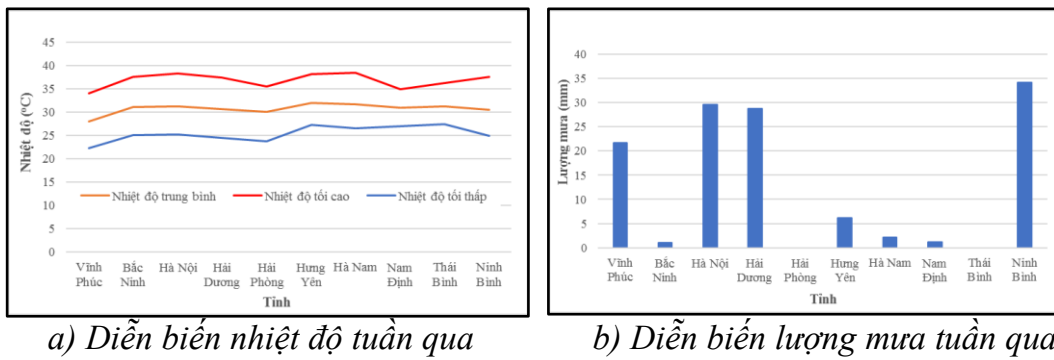 45
40
35
30
25
20
15
10
5
0
Nhiệt độ (°C)
Nhiệt độ trung bình Nhiệt độ tối cao Nhiệt độ tối thấp
Vĩnh Bắc Hà Nội Hải Hải Hưng Hà Nam Nam Thái Ninh
Phúc Ninh Dương Phòng Yên Định Bình Bình
Tỉnh
40
35
30
25
20
15
10
5
0
Lượng mưa (mm)
Vĩnh Bắc Hà Nội Hải Hải Hưng Hà Nam Nam Thái Ninh
Phúc Ninh Dương Phòng Yên Định Bình Bình
Tỉnh
a) Diễn biến nhiệt độ tuần qua
b) Diễn biến lượng mưa tuần qua